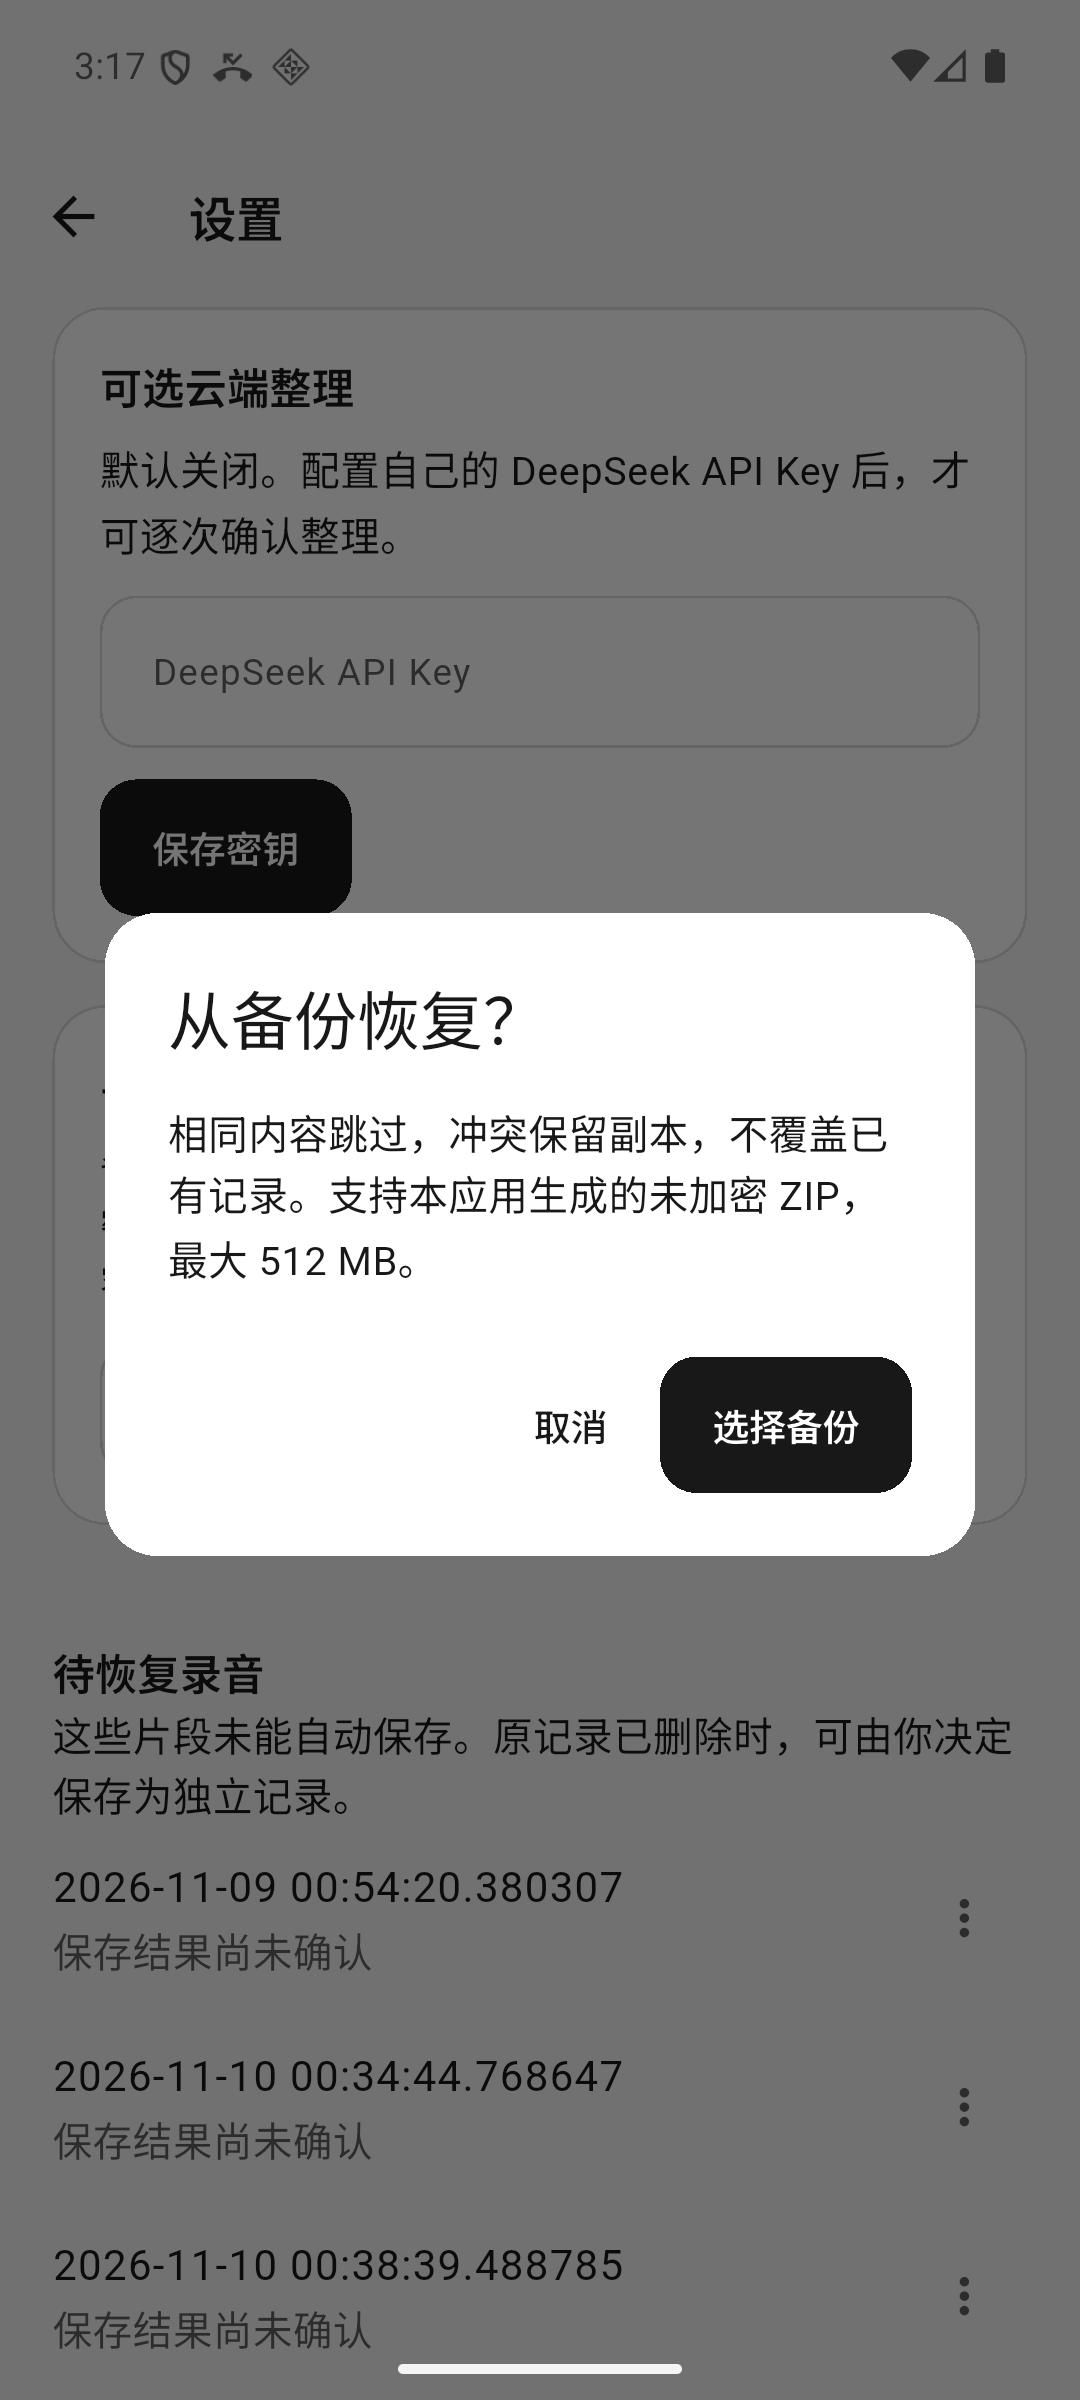 3:17
设置
可选云端整理
默认关闭。配置自己的 DeepSeek API Key 后，才
可逐次确认整理。
DeepSeek API Key
保存密钥
从备份恢复？
相同内容跳过，冲突保留副本，不覆盖已
有记录。支持本应用生成的未加密 ZIP，
最大 512 MB。
取消
选择备份
待恢复录音
这些片段未能自动保存。原记录已删除时，可由你决定
保存为独立记录。
2026-11-09 00:54:20.380307
保存结果尚未确认
2026-11-10 00:34:44.768647
保存结果尚未确认
2026-11-10 00:38:39.488785
保存结果尚未确认